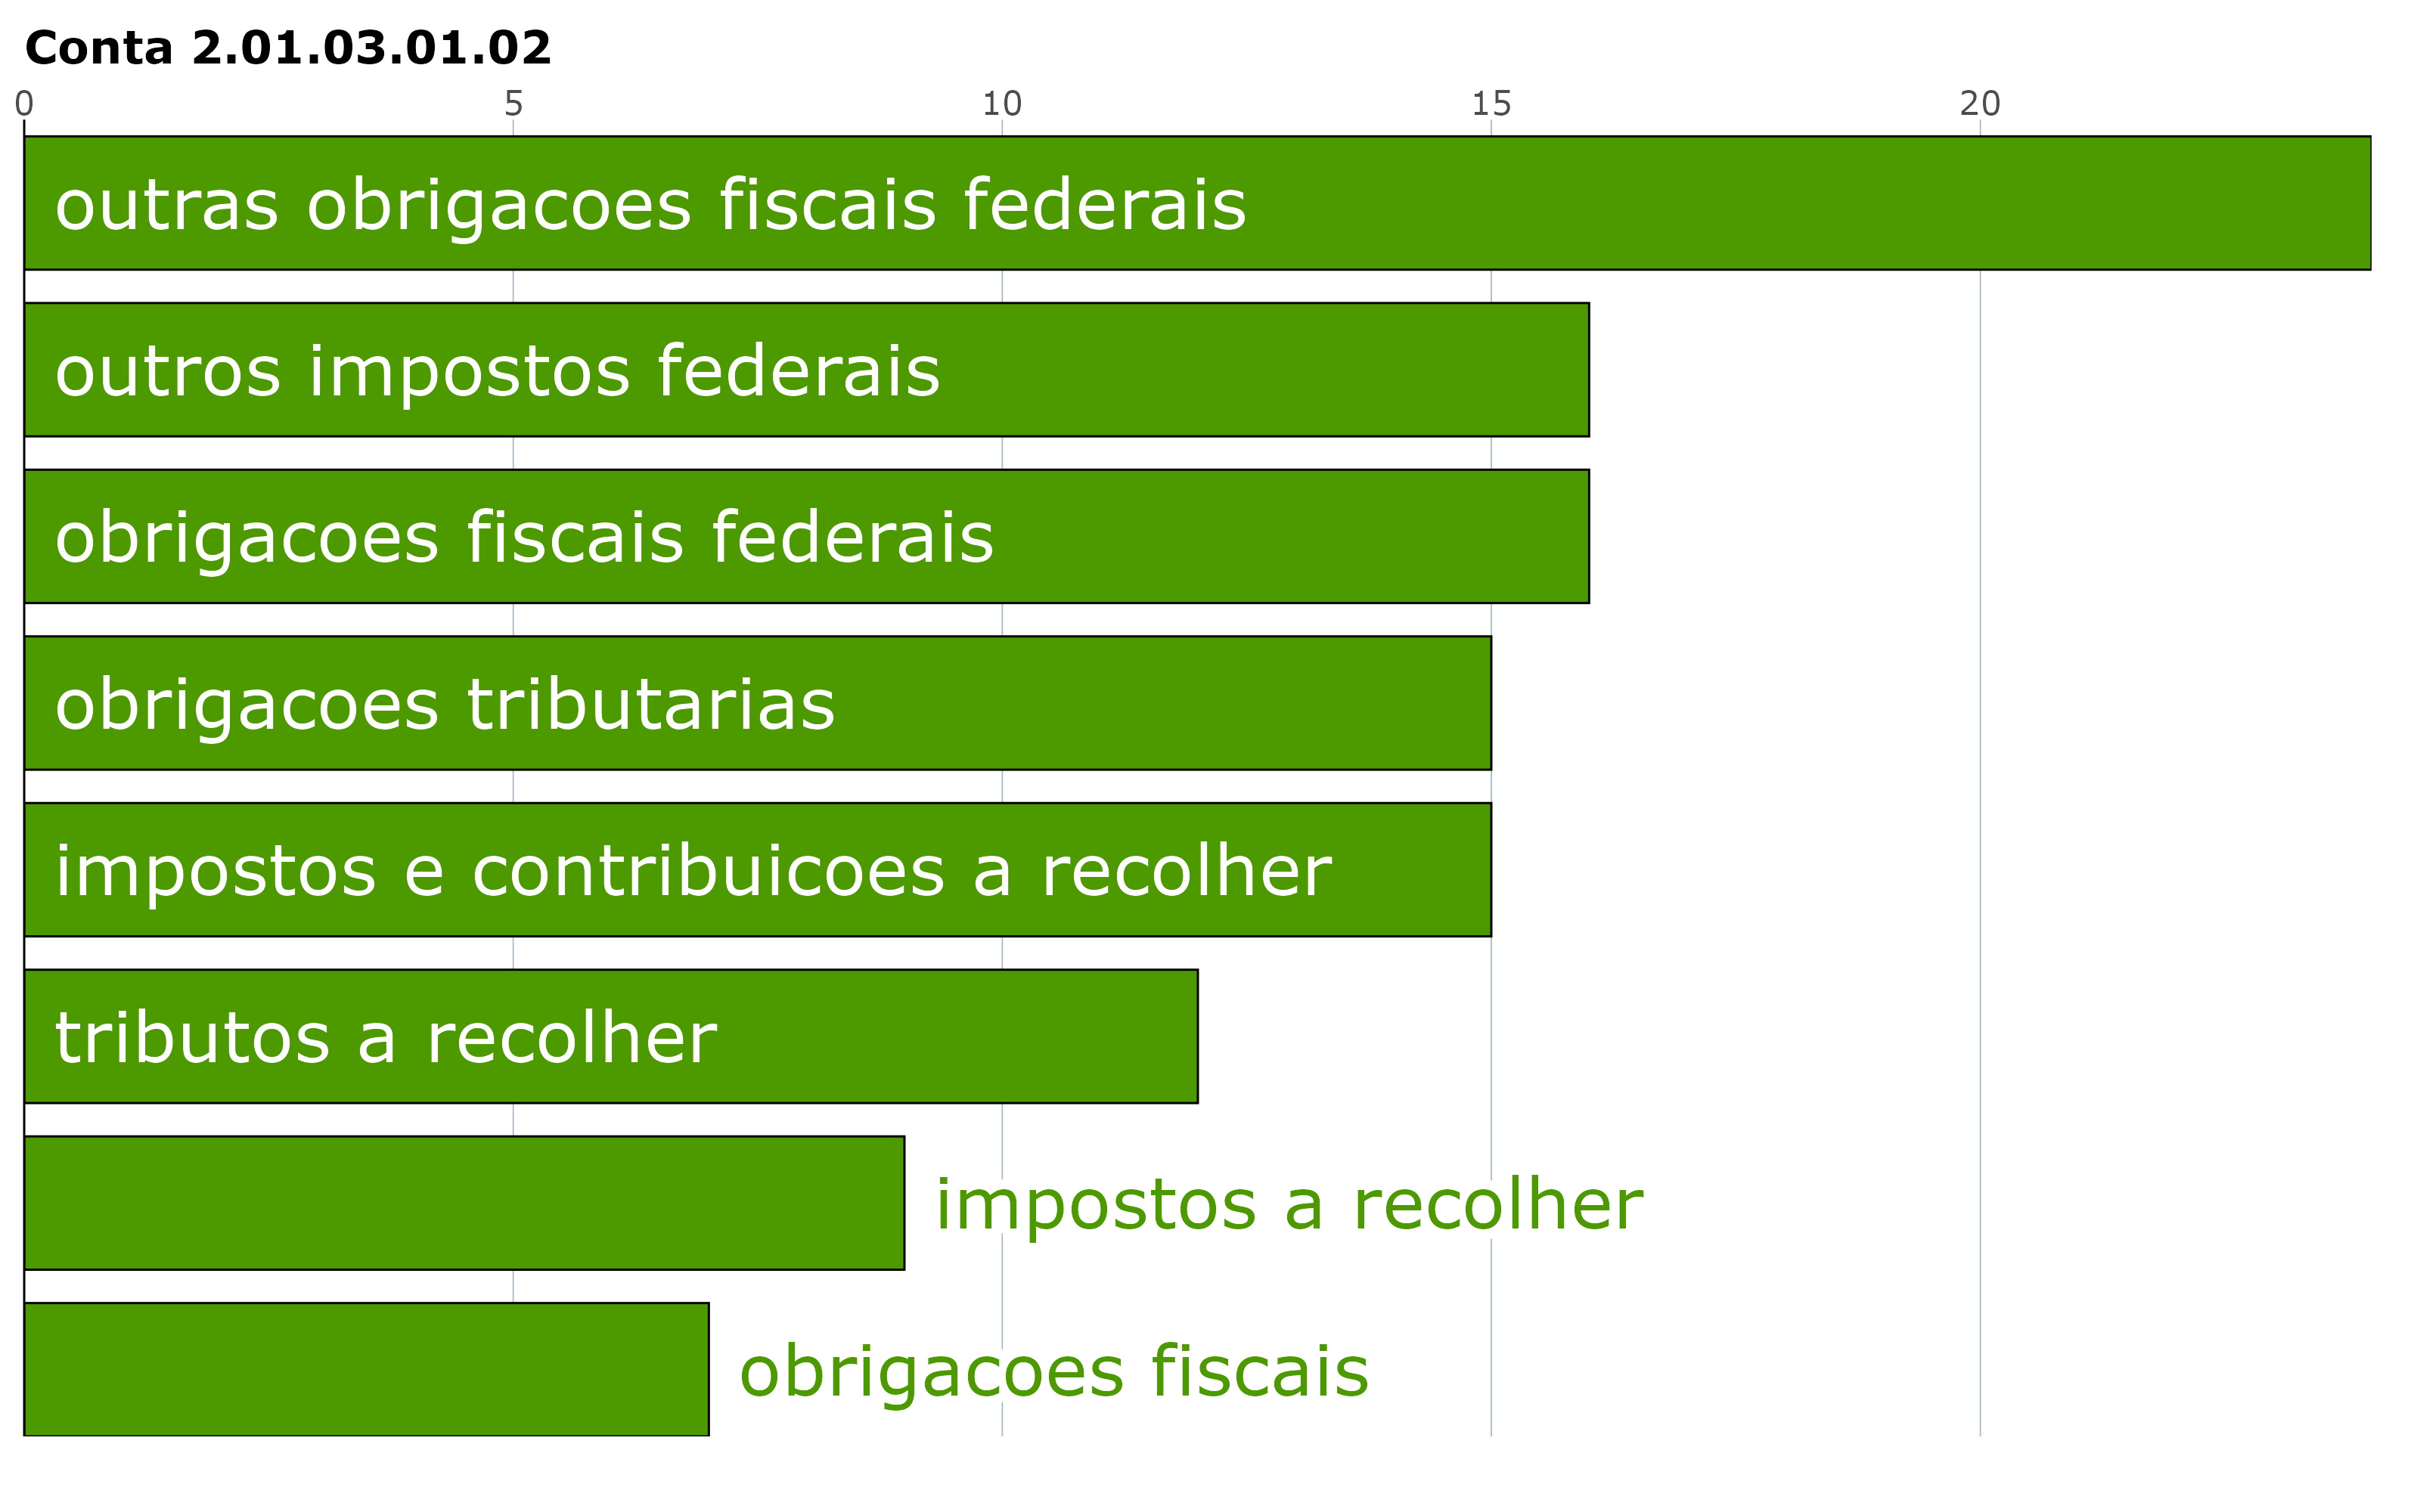 Conta 2.01.03.01.02
0 5 10 15 20
outras obrigacoes fiscais federais
outros impostos federais
obrigacoes fiscais federais
obrigacoes tributarias
impostos e contribuicoes a recolher
tributos a recolher
impostos a recolher
obrigacoes fiscais